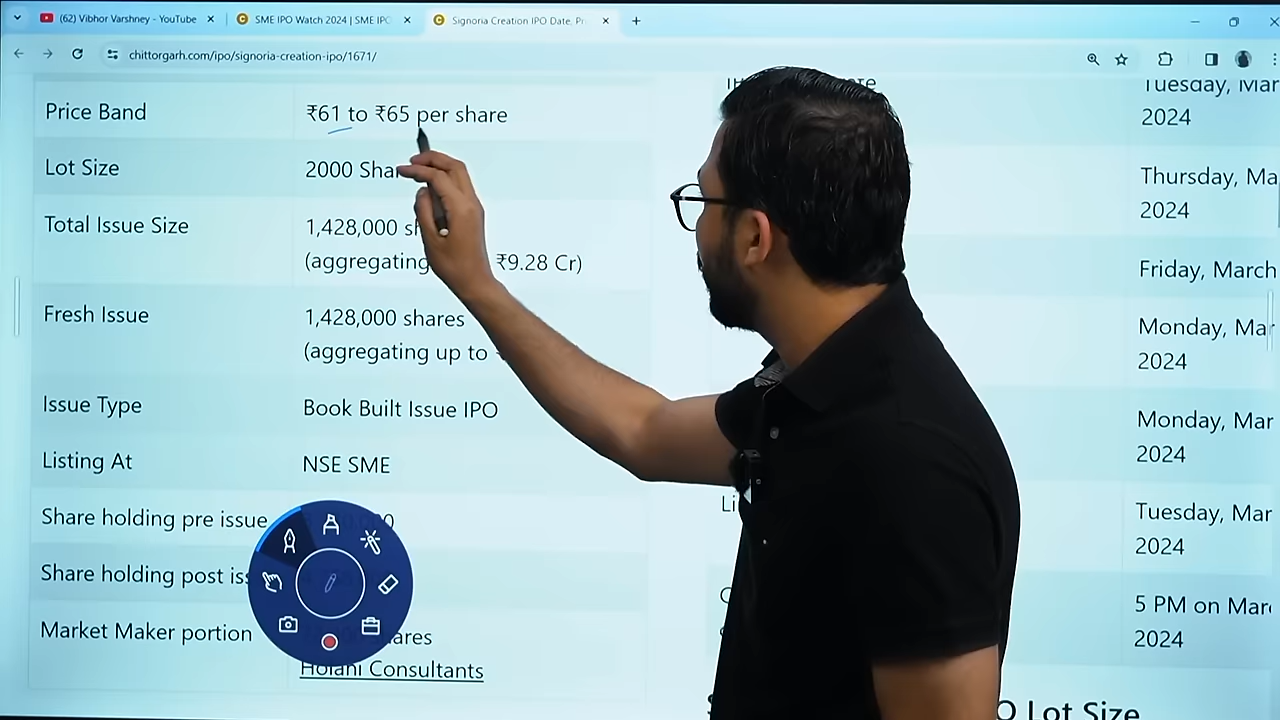 (62) Vibhor Varshney - YouTube
SME IPO Watch 2024 | SME IPO
Signoria Creation IPO Date, Pr
chittorgarh.com/ipo/signoria-creation-ipo/1671/
Price Band
₹61 to ₹65 per share
Lot Size
2000 Shar
Total Issue Size
1,428,000 sh
(aggregating
₹9.28 Cr)
Fresh Issue
1,428,000 shares
(aggregating up to
Issue Type
Book Built Issue IPO
Listing At
NSE SME
Share holding pre issue
Share holding post iss
Market Maker portion
ares
Holani Consultants
Tuesday, Mar
2024
Thursday, Ma
2024
Friday, March
Monday, Mar
2024
Monday, Mar
2024
Li
Tuesday, Mar
2024
5 PM on Marc
2024
O Lot Size